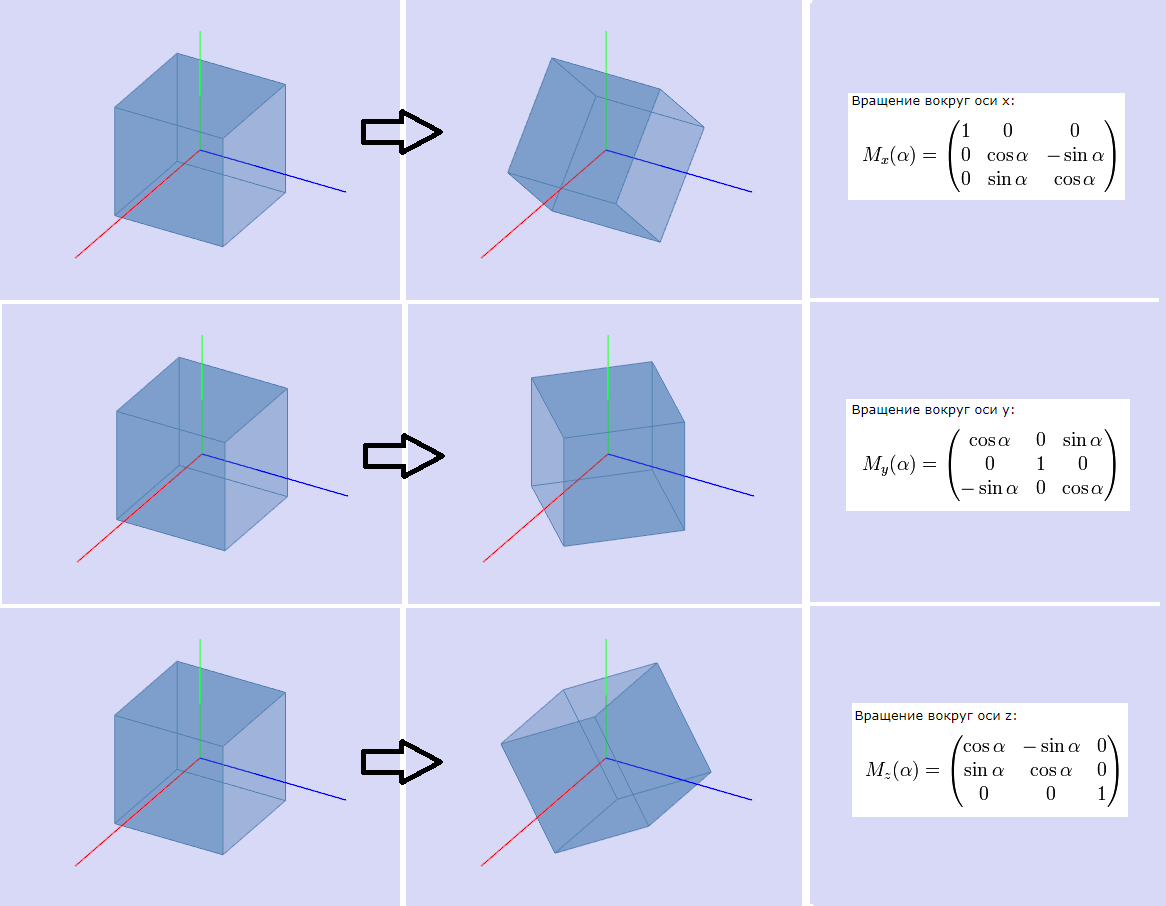 Вращение вокруг оси x:
M_x(α) = ( 1 0 0
0 cos α − sin α
0 sin α cos α )
Вращение вокруг оси y:
M_y(α) = ( cos α 0 sin α
0 1 0
− sin α 0 cos α )
Вращение вокруг оси z:
M_z(α) = ( cos α − sin α 0
sin α cos α 0
0 0 1 )